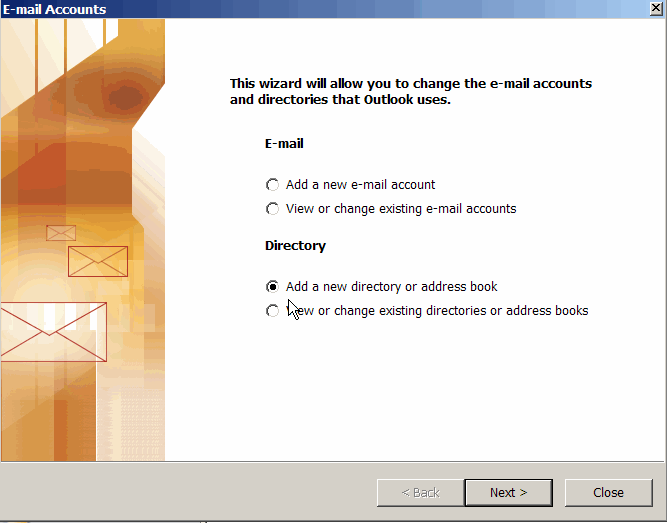 E-mail Accounts
This wizard will allow you to change the e-mail accounts
and directories that Outlook uses.
E-mail
Add a new e-mail account
View or change existing e-mail accounts
Directory
Add a new directory or address book
View or change existing directories or address books
< Back
Next >
Close